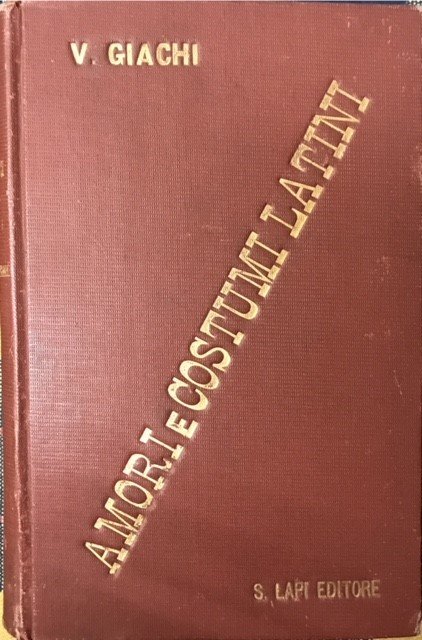 V. GIACHI
AMORI E COSTUMI LATINI
S. LAPI EDITORE